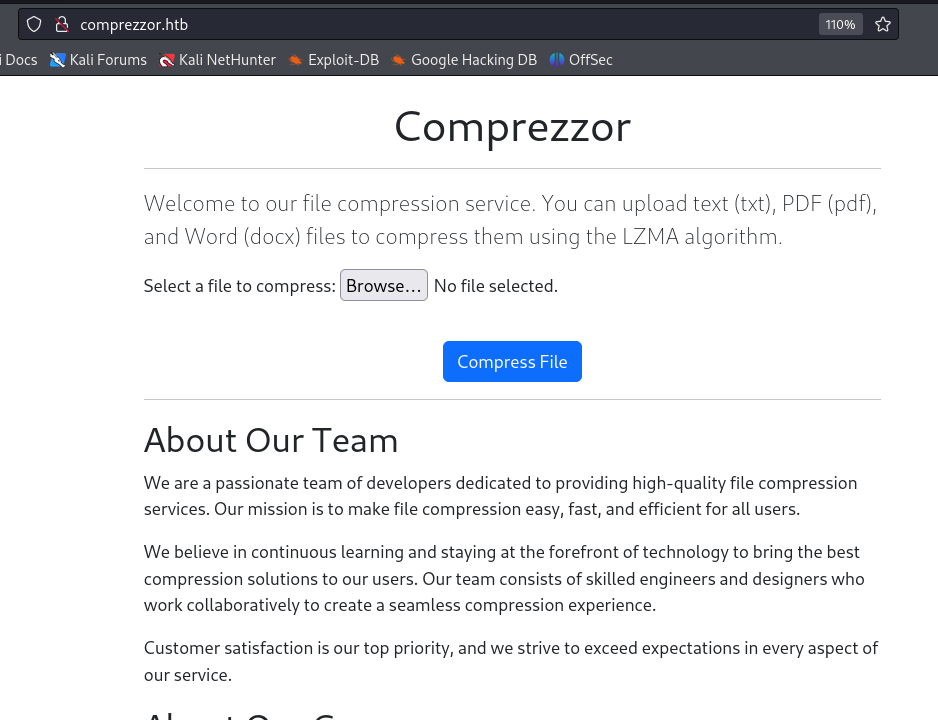 comprezzor.htb 110%
i Docs Kali Forums Kali NetHunter Exploit-DB Google Hacking DB OffSec
Comprezzor
Welcome to our file compression service. You can upload text (txt), PDF (pdf),
and Word (docx) files to compress them using the LZMA algorithm.
Select a file to compress: Browse... No file selected.
Compress File
About Our Team
We are a passionate team of developers dedicated to providing high-quality file compression
services. Our mission is to make file compression easy, fast, and efficient for all users.
We believe in continuous learning and staying at the forefront of technology to bring the best
compression solutions to our users. Our team consists of skilled engineers and designers who
work collaboratively to create a seamless compression experience.
Customer satisfaction is our top priority, and we strive to exceed expectations in every aspect of
our service.
About Our